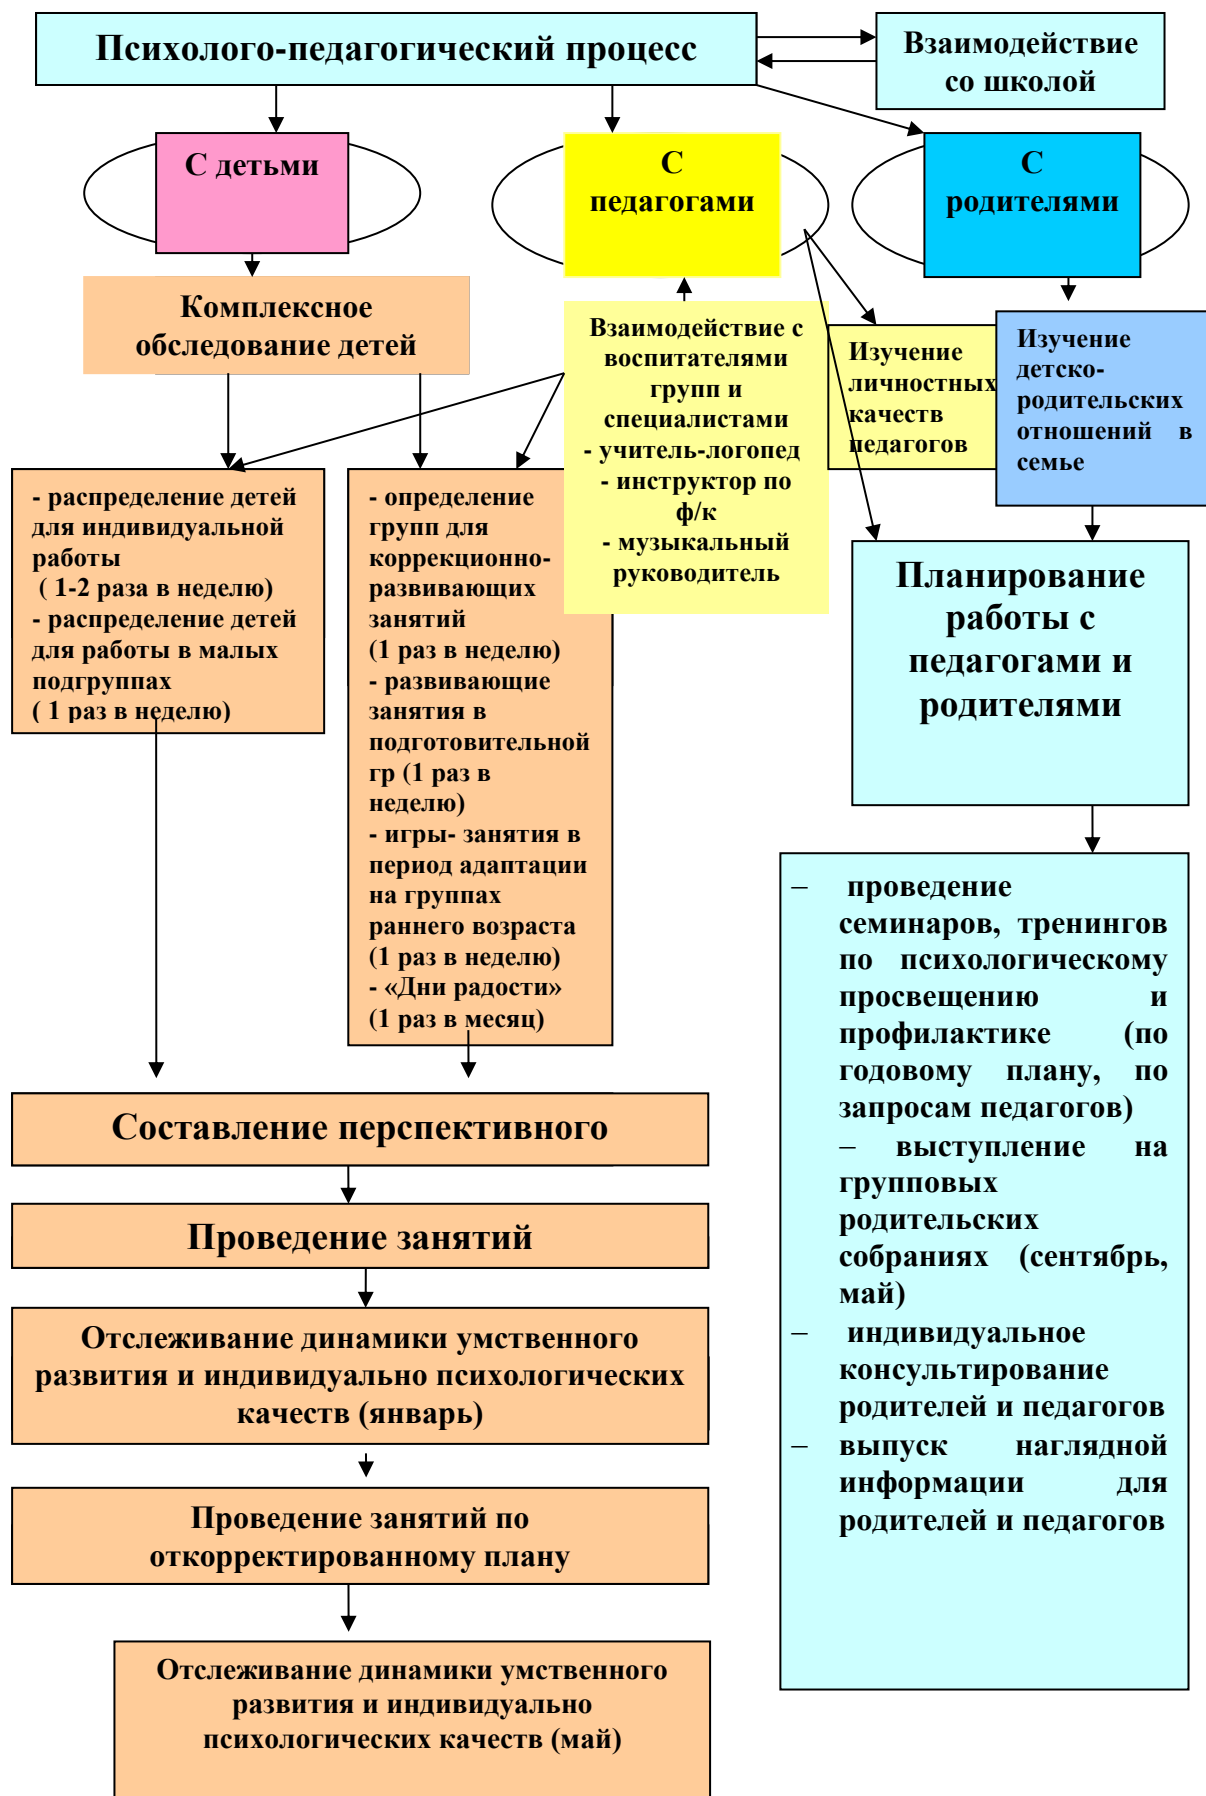 Психолого-педагогический процесс
Взаимодействие
со школой
С детьми
С
педагогами
С
родителями
Комплексное
обследование детей
Взаимодействие с
воспитателями
групп и
специалистами
- учитель-логопед
- инструктор по
ф/к
- музыкальный
руководитель
Изучение
личностных
качеств
педагогов
Изучение
детско-
родительских
отношений в
семье
- распределение детей
для индивидуальной
работы
( 1-2 раза в неделю)
- распределение детей
для работы в малых
подгруппах
( 1 раз в неделю)
- определение
групп для
коррекционно-
развивающих
занятий
(1 раз в неделю)
- развивающие
занятия в
подготовительной
гр (1 раз в
неделю)
- игры- занятия в
период адаптации
на группах
раннего возраста
(1 раз в неделю)
- «Дни радости»
(1 раз в месяц)
Планирование
работы с
педагогами и
родителями
– проведение
семинаров, тренингов
по психологическому
просвещению и
профилактике (по
годовому плану, по
запросам педагогов)
– выступление на
групповых
родительских
собраниях (сентябрь,
май)
– индивидуальное
консультирование
родителей и педагогов
– выпуск наглядной
информации для
родителей и педагогов
Составление перспективного
Проведение занятий
Отслеживание динамики умственного
развития и индивидуально психологических
качеств (январь)
Проведение занятий по
откорректированному плану
Отслеживание динамики умственного
развития и индивидуально
психологических качеств (май)